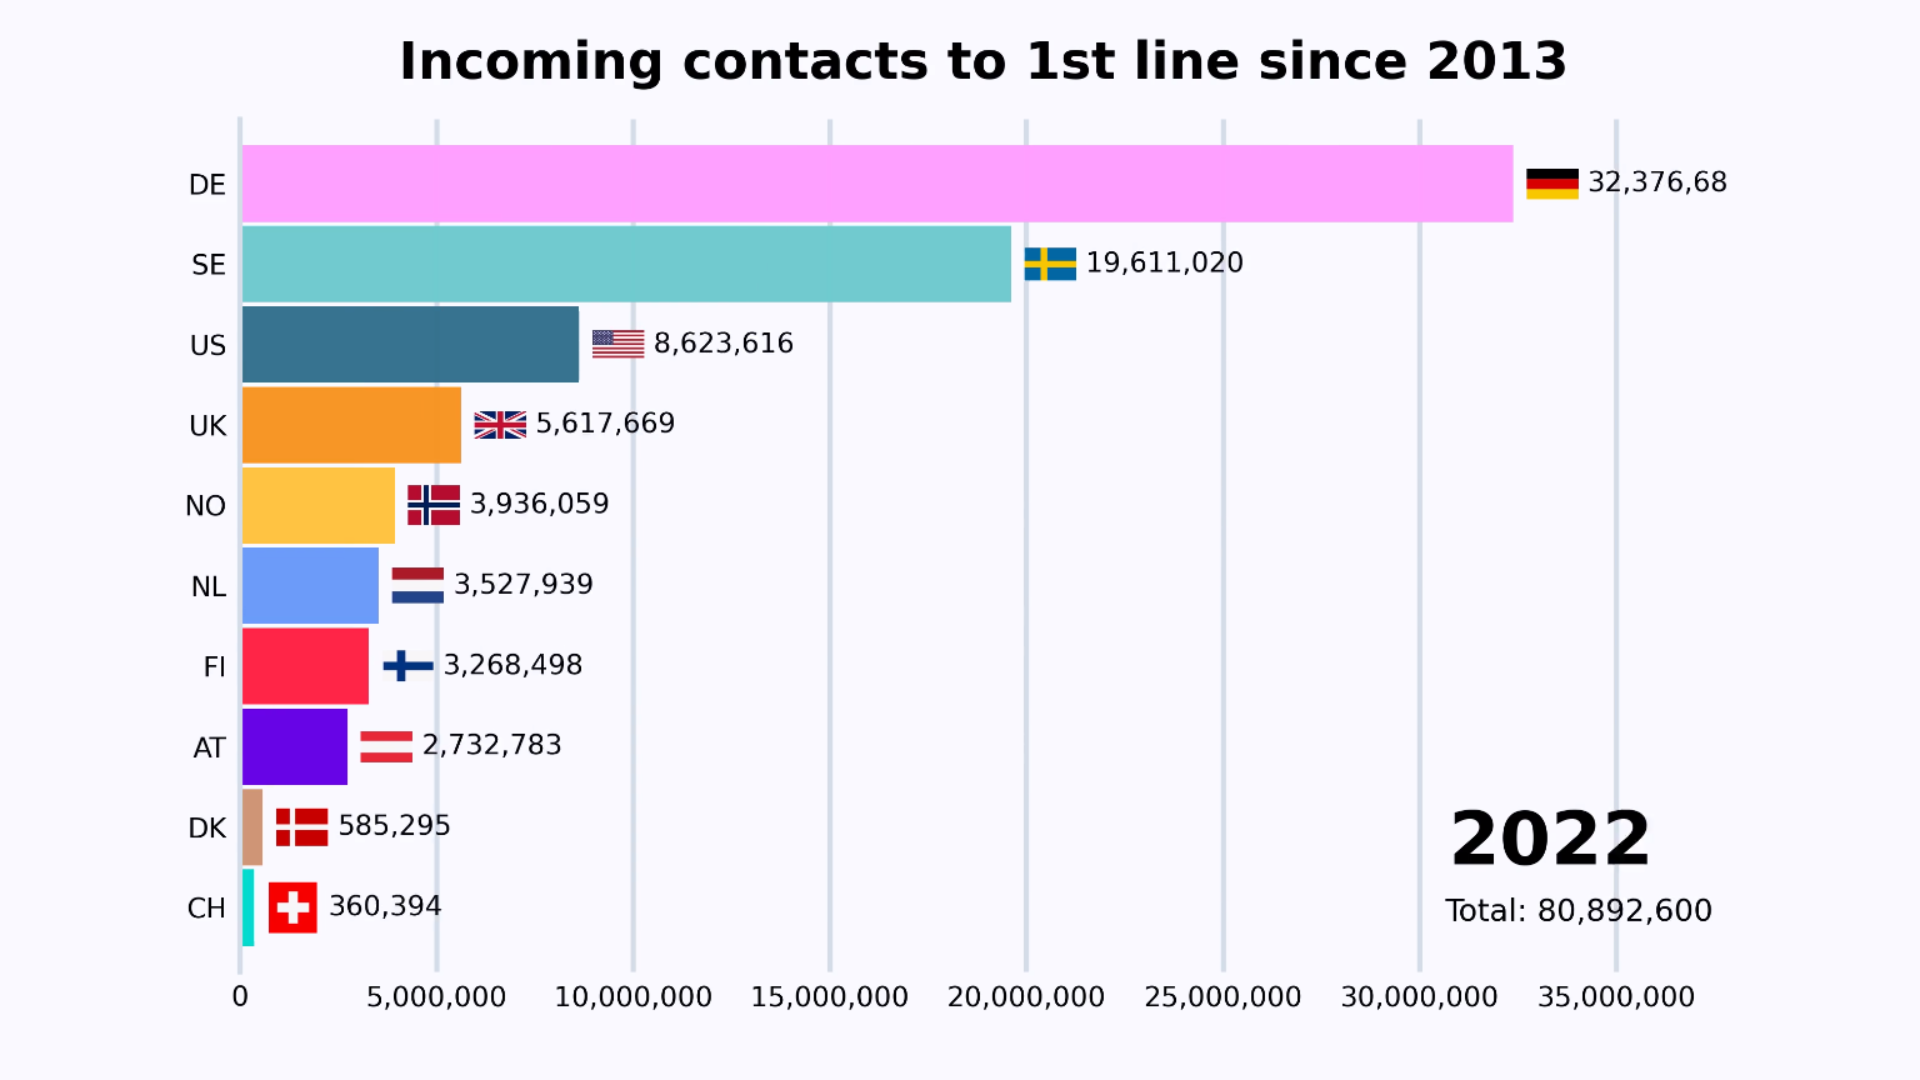 Incoming contacts to 1st line since 2013
DE 32,376,68
SE 19,611,020
US 8,623,616
UK 5,617,669
NO 3,936,059
NL 3,527,939
FI 3,268,498
AT 2,732,783
DK 585,295
CH 360,394
2022
Total: 80,892,600
0 5,000,000 10,000,000 15,000,000 20,000,000 25,000,000 30,000,000 35,000,000